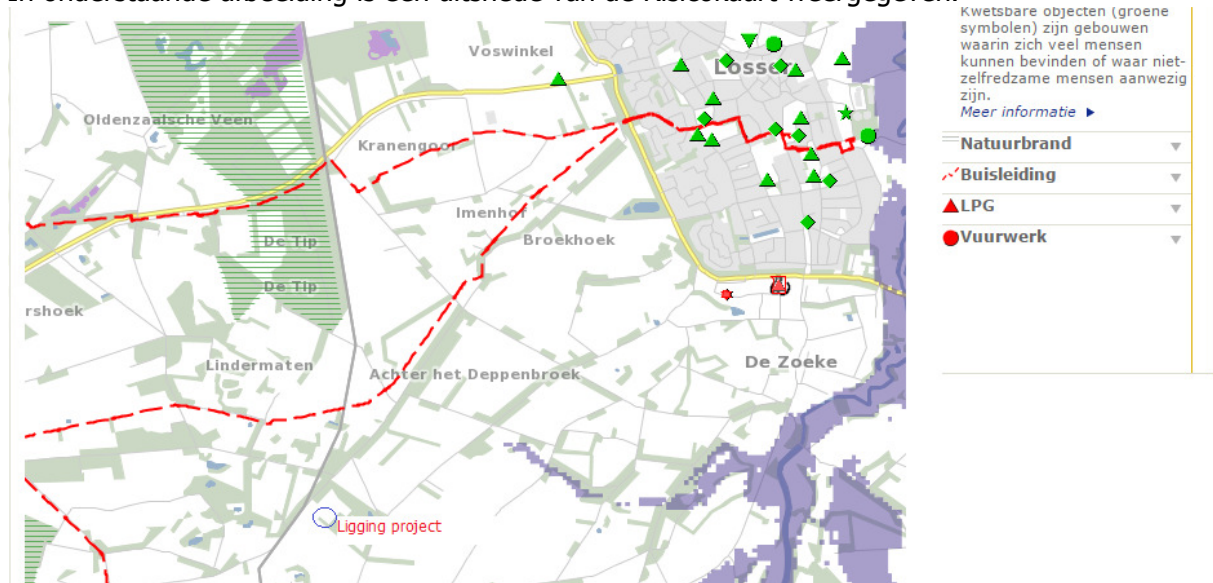 In onderstaande afbeelding is een uitsnede van de Risicokaart weergegeven.
Kwetsbare objecten (groene
symbolen) zijn gebouwen
waarin zich veel mensen
kunnen bevinden of waar niet-
zelfredzame mensen aanwezig
zijn.
Meer informatie ▶
Natuurbrand
Buisleiding
LPG
Vuurwerk
Voswinkel
Losser
Oldenzaalsche Veen
Kranengoor
Imenhof
Broekhoek
De Tip
De Tip
rshoek
De Zoeke
Lindermaten
Achter het Deppenbroek
Ligging project